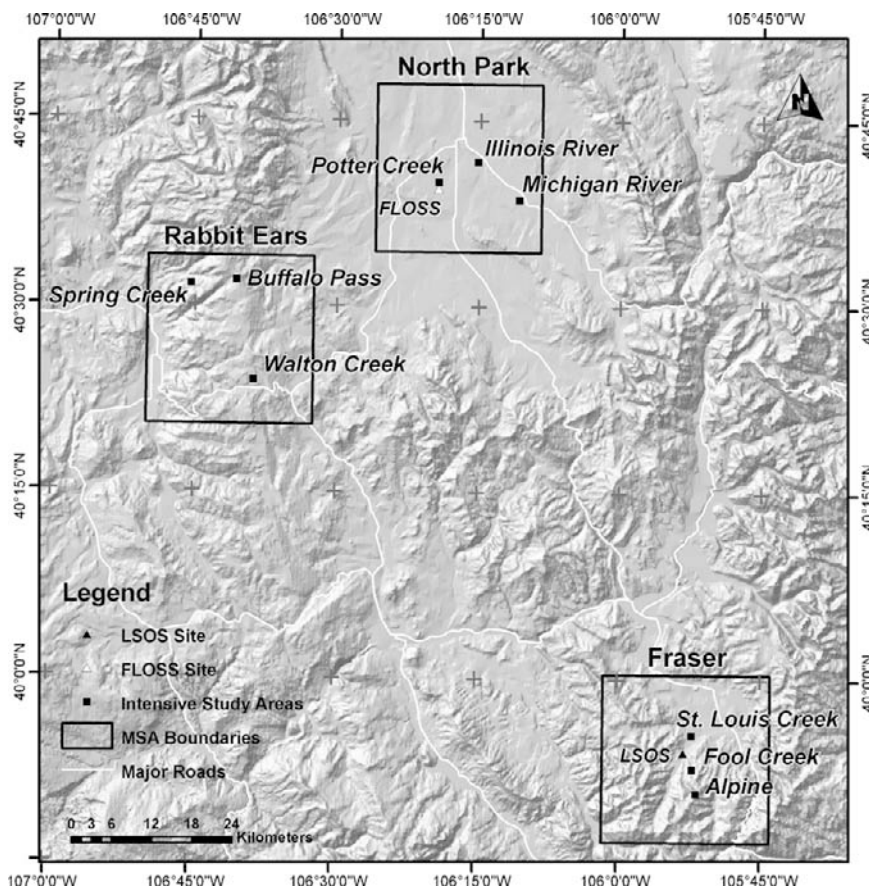 107°0'0"W 106°45'0"W 106°30'0"W 106°15'0"W 106°0'0"W 105°45'0"W
North Park
N
40°45'0"N
40°45'0"N
Illinois River
Potter Creek
Michigan River
FLOSS
Rabbit Ears
Buffalo Pass
Spring Creek
40°30'0"N
40°30'0"N
Walton Creek
40°15'0"N
40°15'0"N
Legend
LSOS Site
FLOSS Site
Intensive Study Areas
MSA Boundaries
Major Roads
40°0'0"N
40°0'0"N
Fraser
St. Louis Creek
LSOS
Fool Creek
Alpine
0 3 6 12 18 24
Kilometers
107°0'0"W 106°45'0"W 106°30'0"W 106°15'0"W 106°0'0"W 105°45'0"W